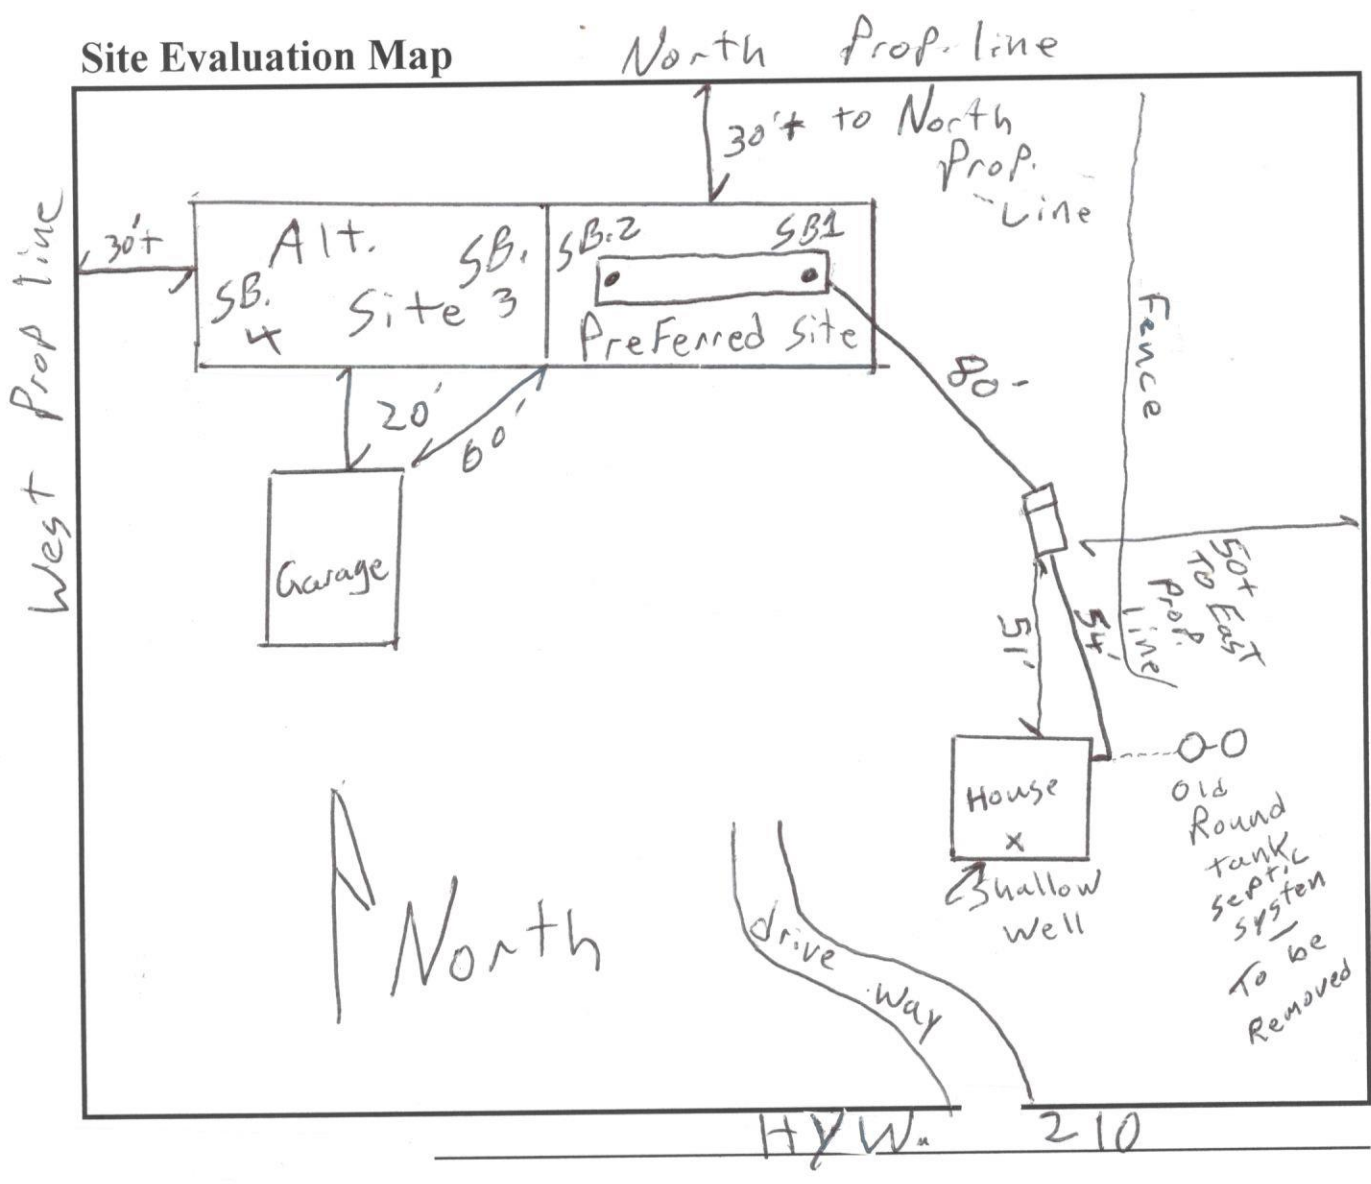 Site Evaluation Map
North Prop. line
30'+ to North
Prop.
Line
West Prop line
30'+
Alt.
Site
SB.
4
SB.
3
SB.2
SB1
Preferred Site
80-
Fence
20'
60'
Garage
50+
To East
Prop.
Line
51'
54'
House
x
Shallow
Well
Old
Round
tank
septic
system
To be
Removed
North
drive
way
HYW. 210